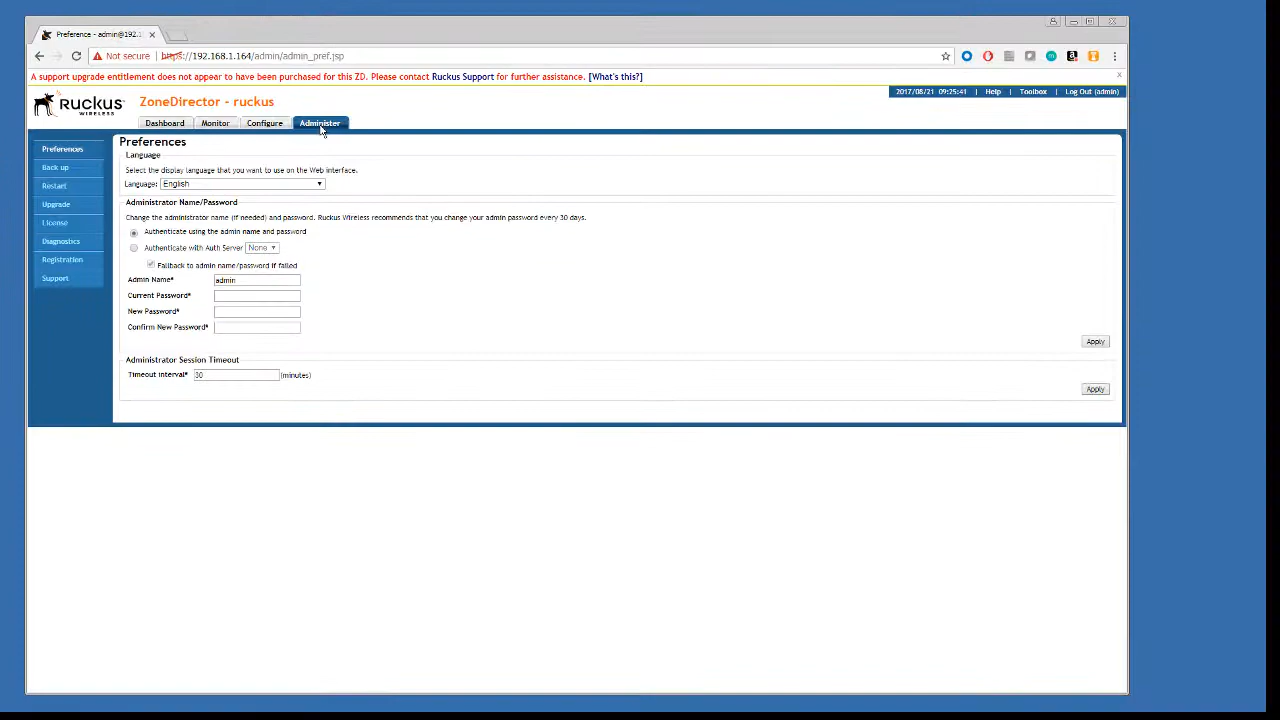 Preference - admin@192.1
Not secure https://192.168.1.164/admin/admin_pref.jsp
A support upgrade entitlement does not appear to have been purchased for this ZD. Please contact Ruckus Support for further assistance. [What's this?]
2017/08/21 09:25:41 | Help | Toolbox | Log Out (admin)
RUCKUS WIRELESS
ZoneDirector - ruckus
Dashboard Monitor Configure Administer
Preferences
Back up
Restart
Upgrade
License
Diagnostics
Registration
Support
Preferences
Language
Select the display language that you want to use on the Web interface.
Language: English
Administrator Name/Password
Change the administrator name (if needed) and password. Ruckus Wireless recommends that you change your admin password every 30 days.
Authenticate using the admin name and password
Authenticate with Auth Server None
Fallback to admin name/password if failed
Admin Name* admin
Current Password*
New Password*
Confirm New Password*
Apply
Administrator Session Timeout
Timeout interval* 30 (minutes)
Apply